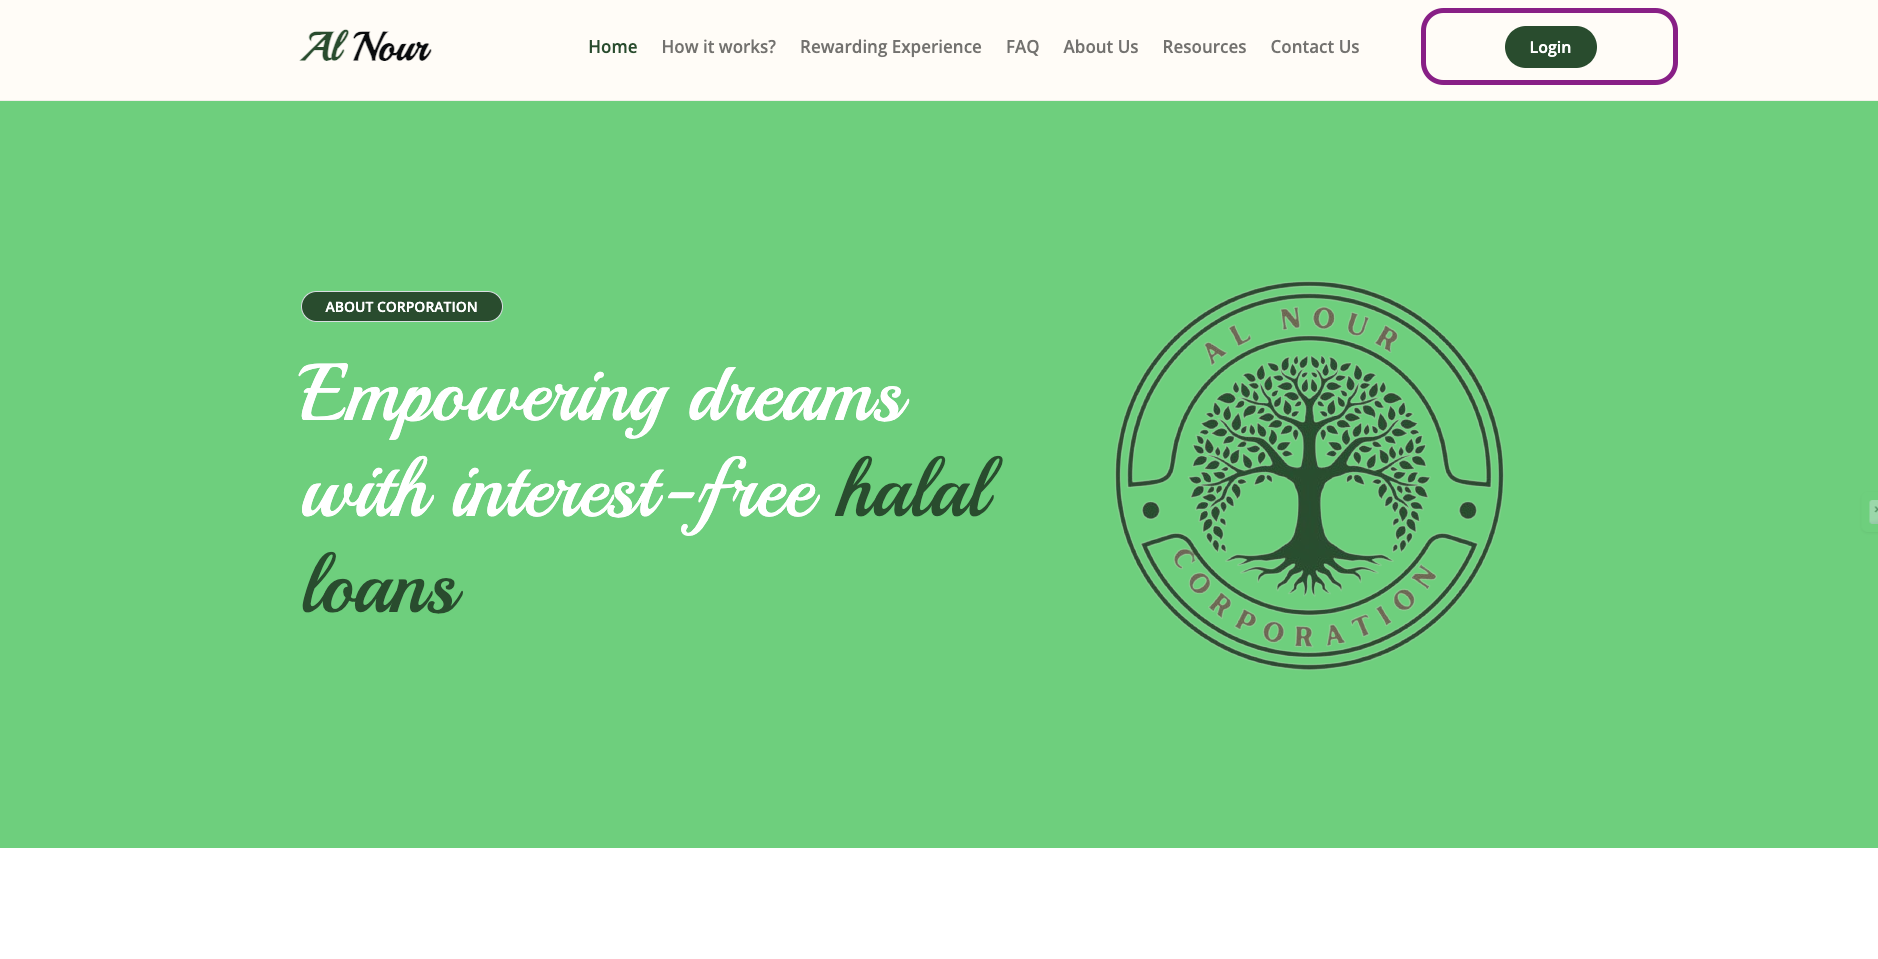 Al Nour
Home How it works? Rewarding Experience FAQ About Us Resources Contact Us
Login
ABOUT CORPORATION
Empowering dreams
with interest-free halal
loans
AL NOUR
CORPORATION